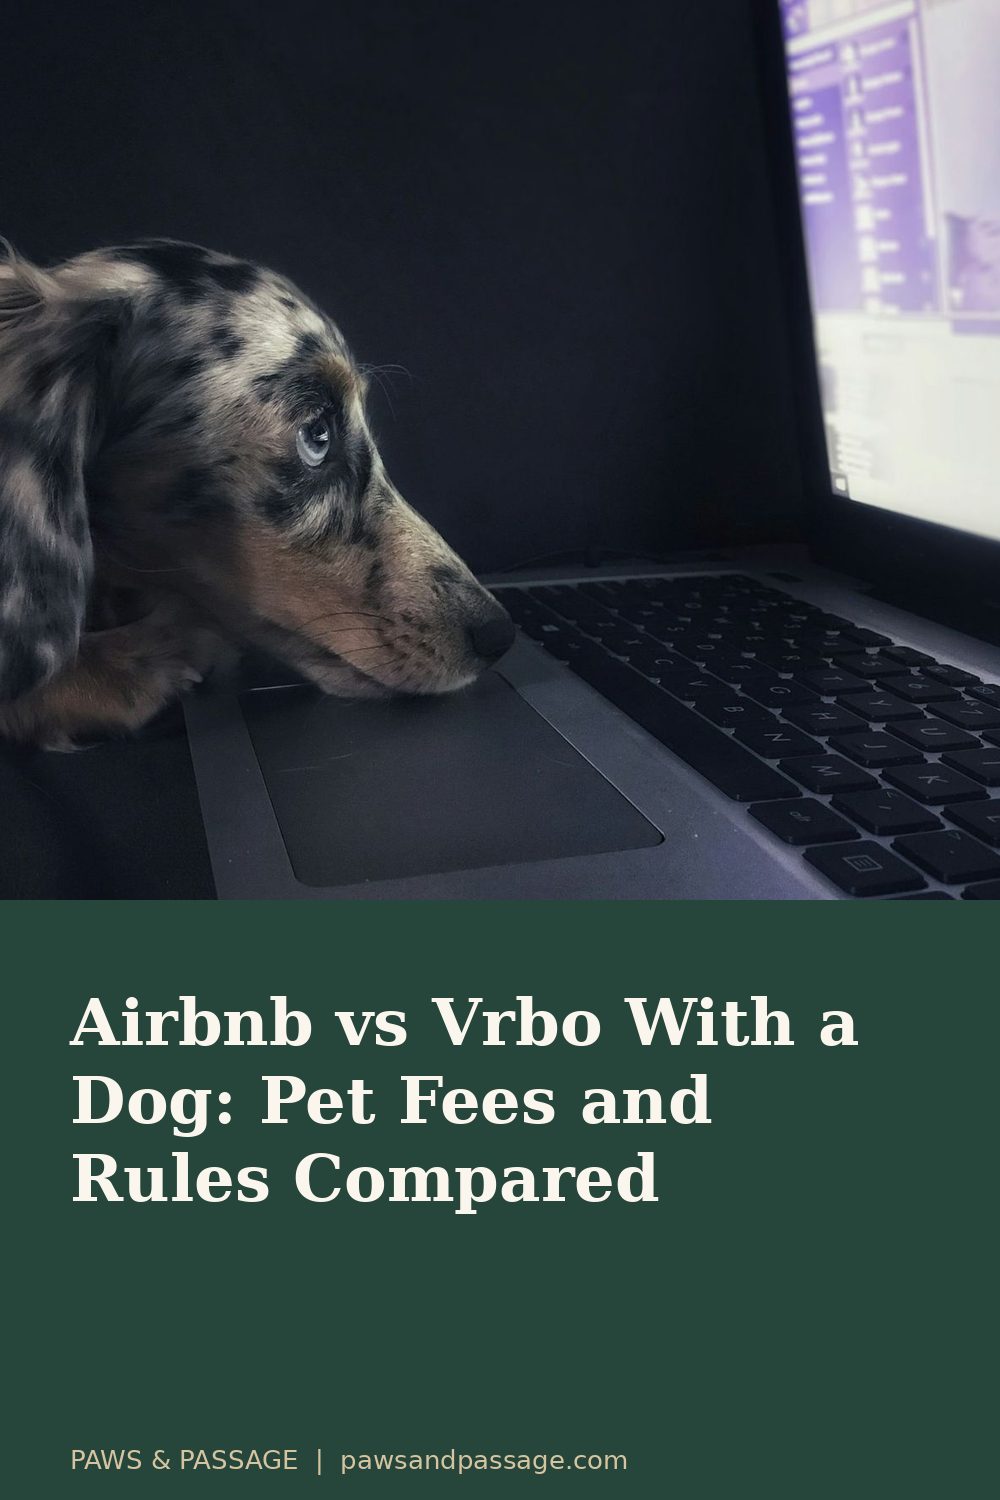 Airbnb vs Vrbo With a
Dog: Pet Fees and
Rules Compared
PAWS & PASSAGE | pawsandpassage.com